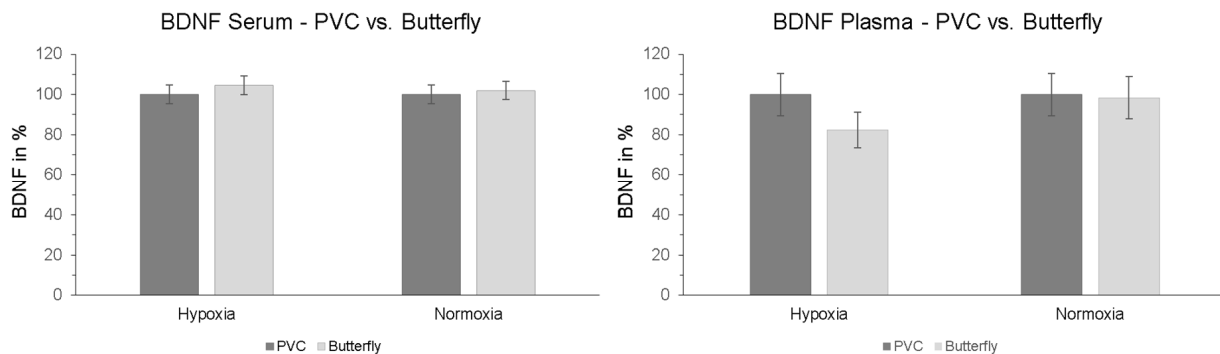 BDNF Serum - PVC vs. Butterfly
BDNF in %
120
100
80
60
40
20
0
Hypoxia
Normoxia
PVC
Butterfly
BDNF Plasma - PVC vs. Butterfly
BDNF in %
120
100
80
60
40
20
0
Hypoxia
Normoxia
PVC
Butterfly